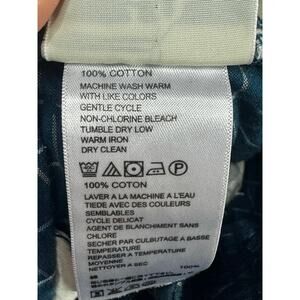 100% COTTON
MACHINE WASH WARM
WITH LIKE COLORS
GENTLE CYCLE
NON-CHLORINE BLEACH
TUMBLE DRY LOW
WARM IRON
DRY CLEAN
100% COTON
LAVER A LA MACHINE A L'EAU
TIEDE AVEC DES COULEURS
SEMBLABLES
CYCLE DELICAT
AGENT DE BLANCHIMENT SANS
CHLORE
SECHER PAR CULBUTAGE A BASSE
TEMPERATURE
REPASSER A TEMPERATURE
MOYENNE
NETTOYER A SEC
100%